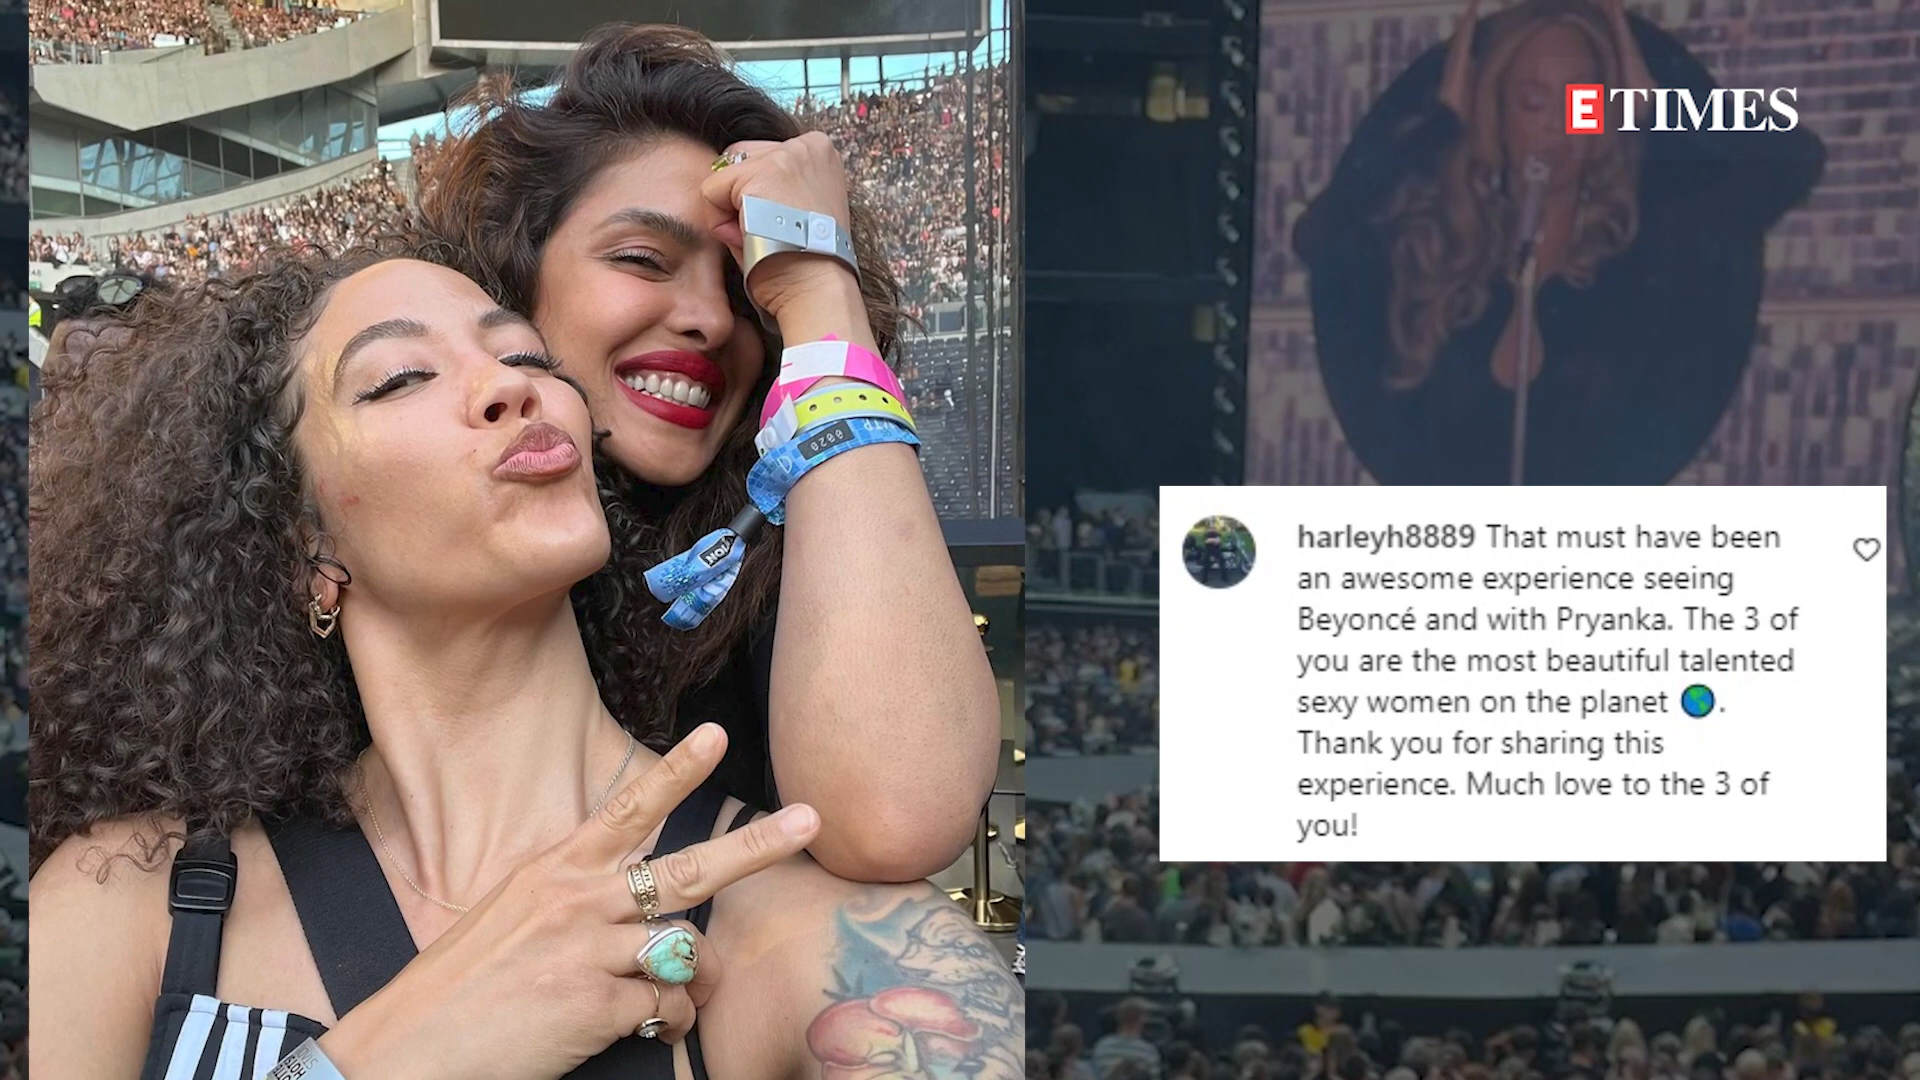 ETIMES
0020
harleyh8889 That must have been
an awesome experience seeing
Beyoncé and with Pryanka. The 3 of
you are the most beautiful talented
sexy women on the planet 🌎.
Thank you for sharing this
experience. Much love to the 3 of
you!